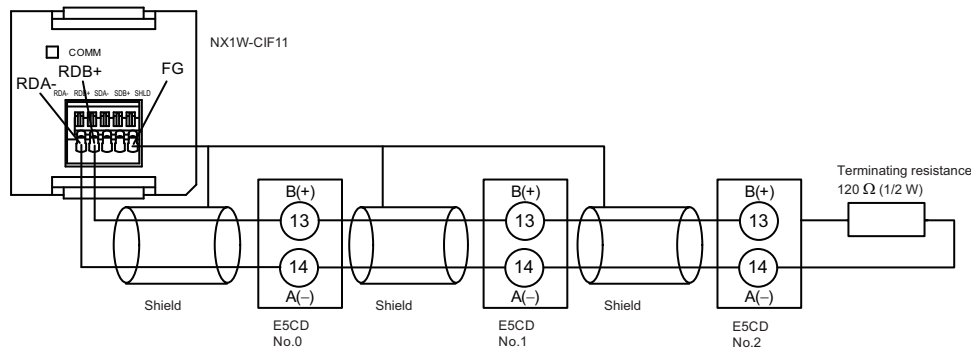 NX1W-CIF11
COMM
RDB+
FG
RDA-
RDA- RDB+ SDA- SDB+ SHLD
Terminating resistance
120 Ω (1/2 W)
B(+)
B(+)
B(+)
13
13
13
14
14
14
A(−)
A(−)
A(−)
Shield
Shield
Shield
E5CD
No.0
E5CD
No.1
E5CD
No.2